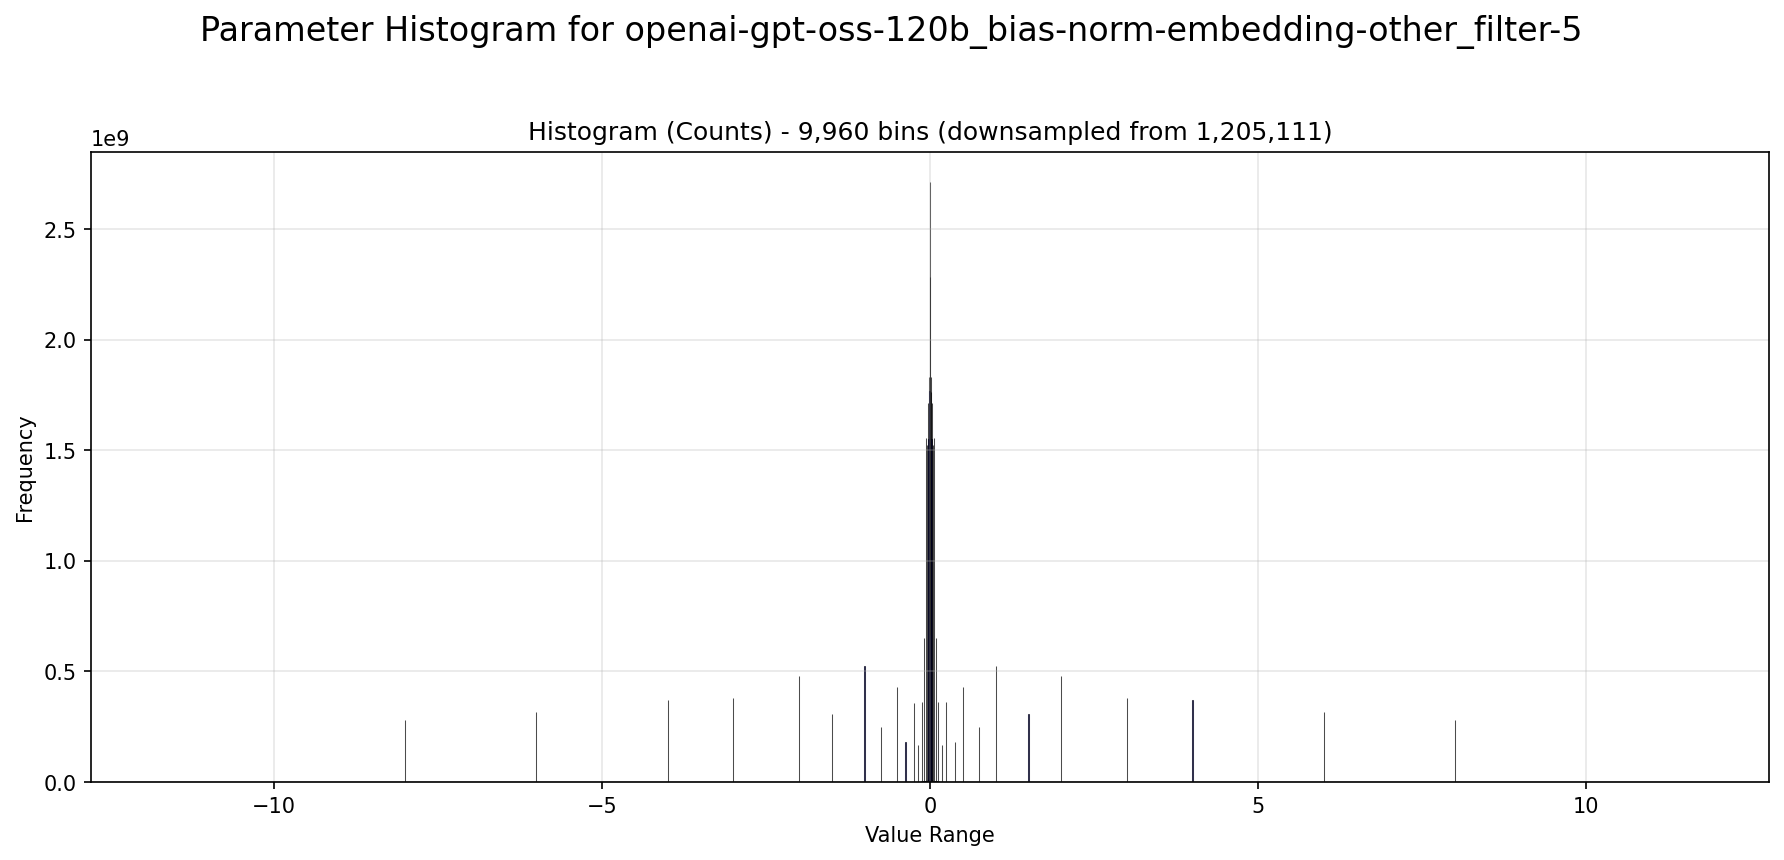 Parameter Histogram for openai-gpt-oss-120b_bias-norm-embedding-other_filter-5
Histogram (Counts) - 9,960 bins (downsampled from 1,205,111)
1e9
2.5
2.0
1.5
1.0
0.5
0.0
Frequency
−10
−5
0
5
10
Value Range